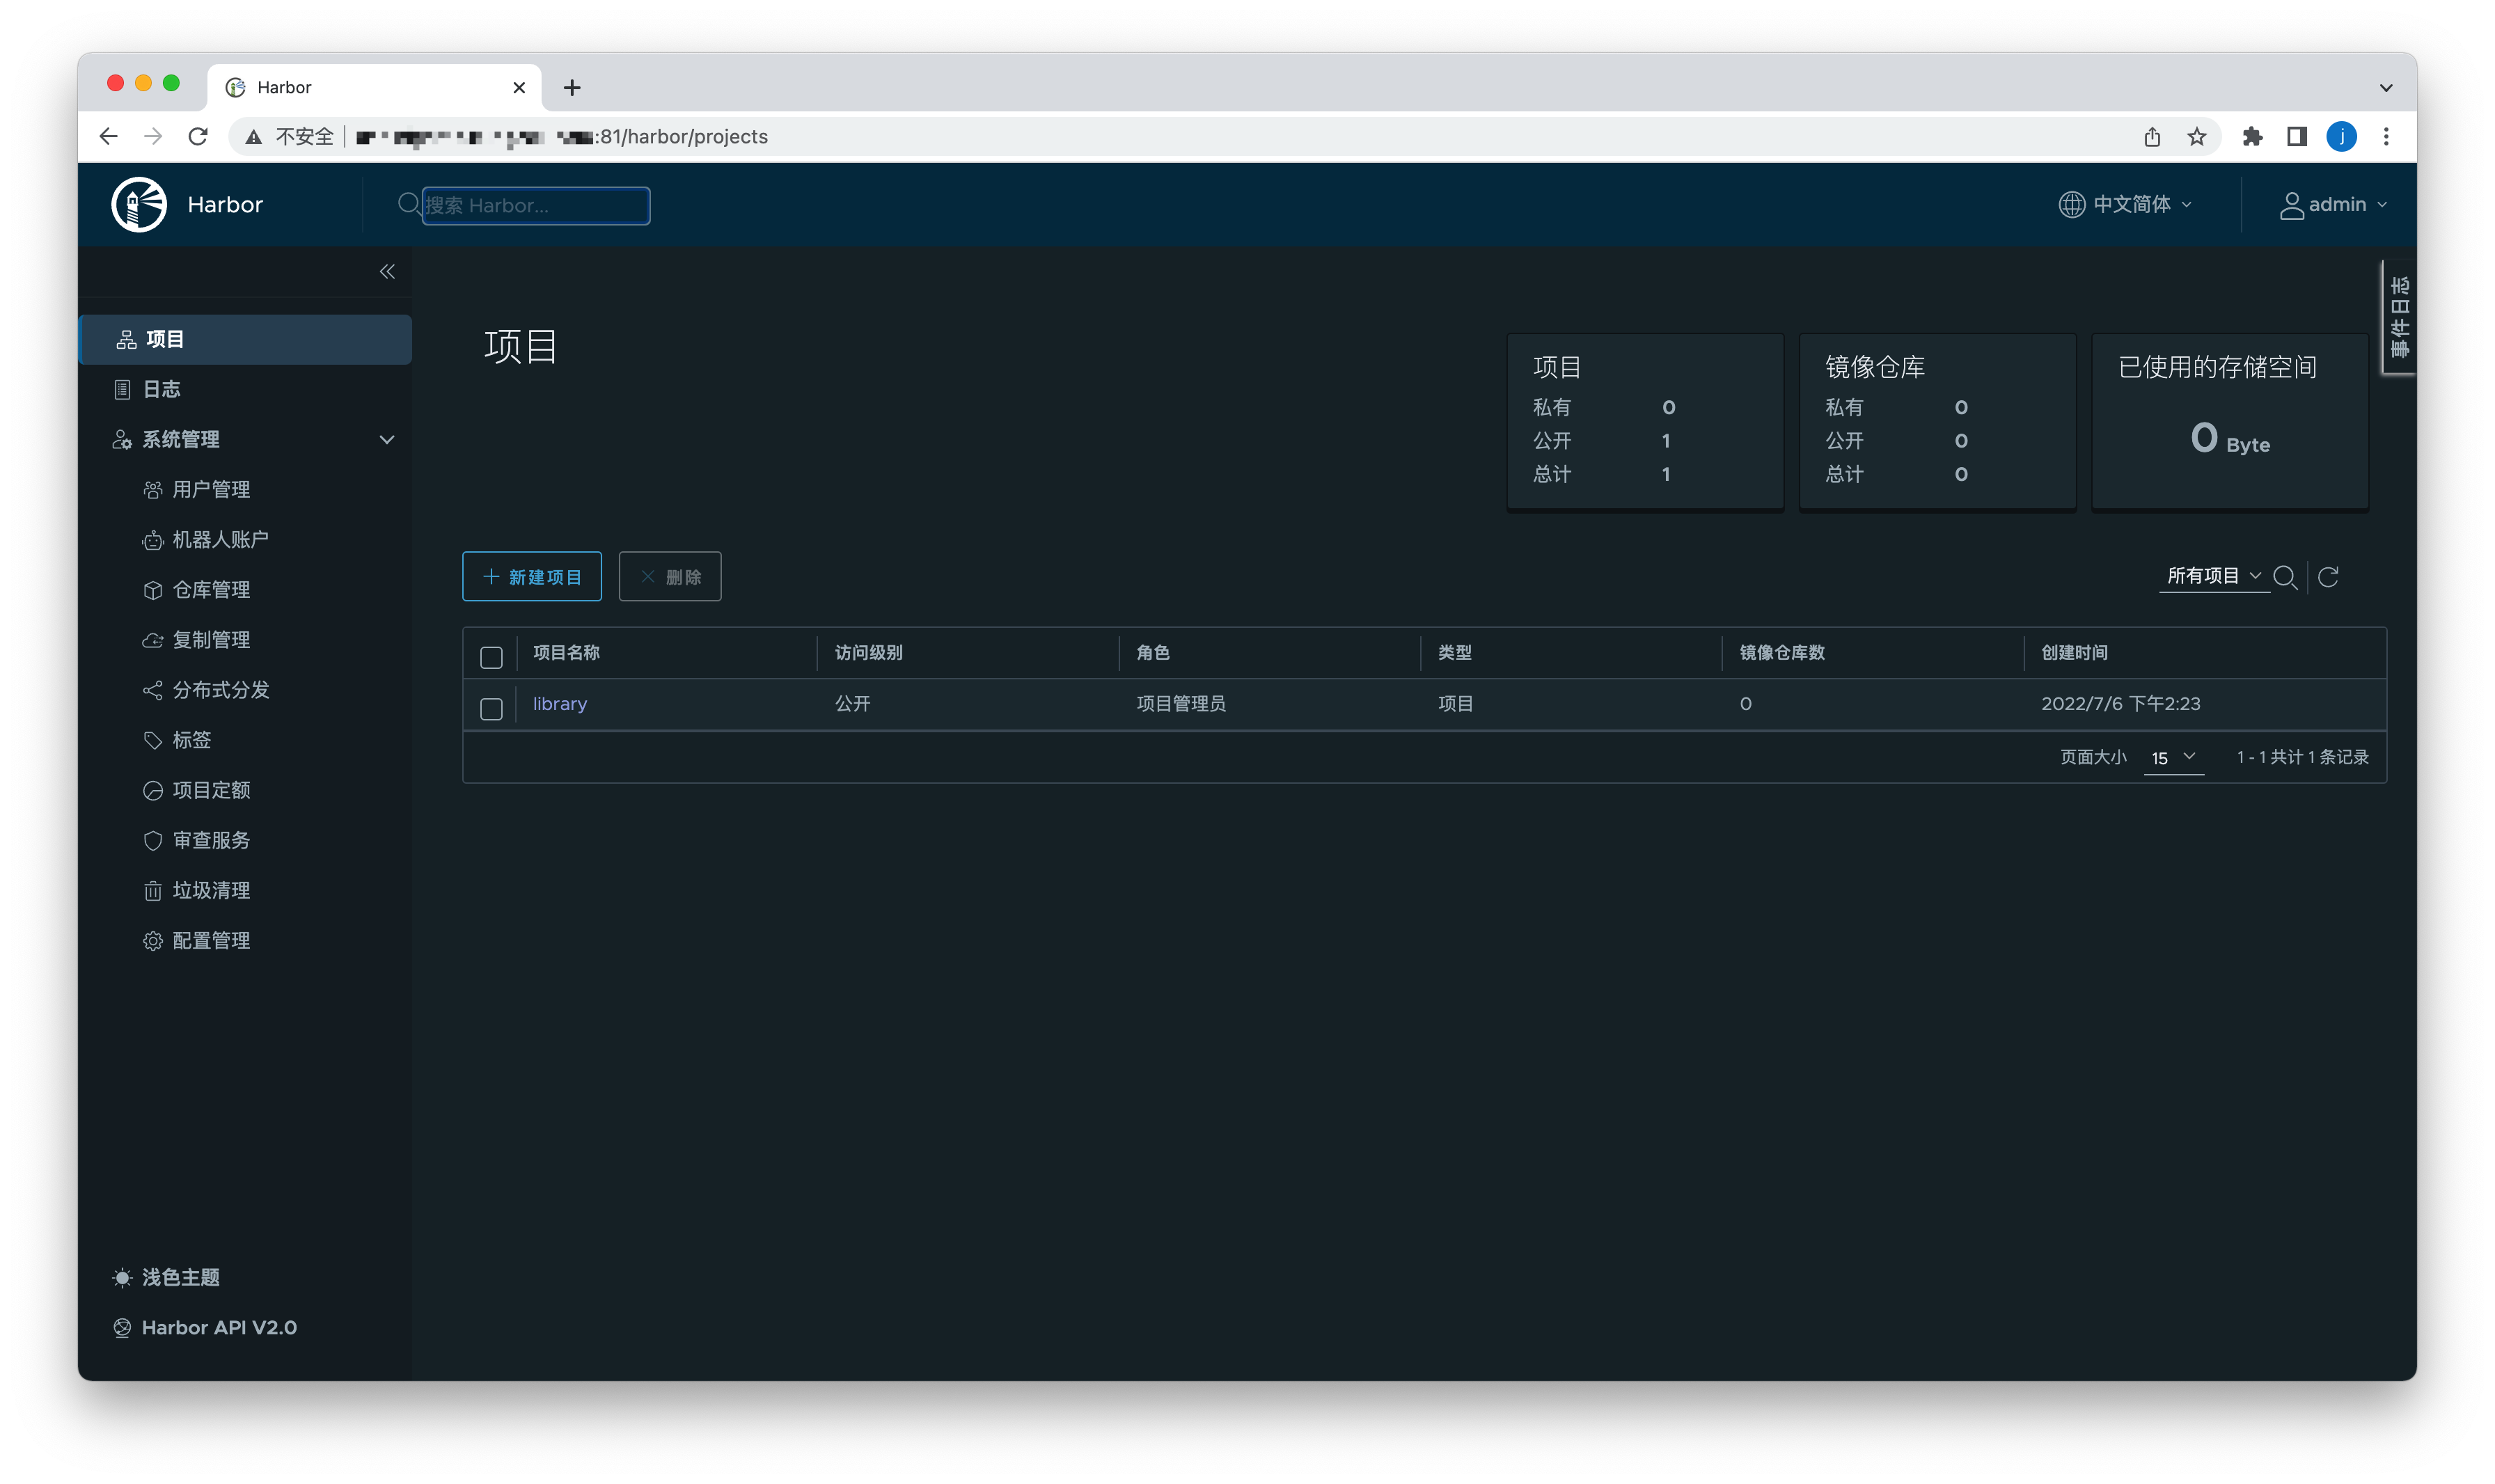 Harbor
不安全
:81/harbor/projects
j
Harbor
搜索 Harbor...
中文简体
admin
事件日志
项目
日志
系统管理
用户管理
机器人账户
仓库管理
复制管理
分布式分发
标签
项目定额
审查服务
垃圾清理
配置管理
浅色主题
Harbor API V2.0
项目
项目
私有 0
公开 1
总计 1
镜像仓库
私有 0
公开 0
总计 0
已使用的存储空间
0 Byte
新建项目
删除
所有项目
项目名称 访问级别 角色 类型 镜像仓库数 创建时间
library 公开 项目管理员 项目 0 2022/7/6 下午2:23
页面大小 15 1 - 1 共计 1 条记录